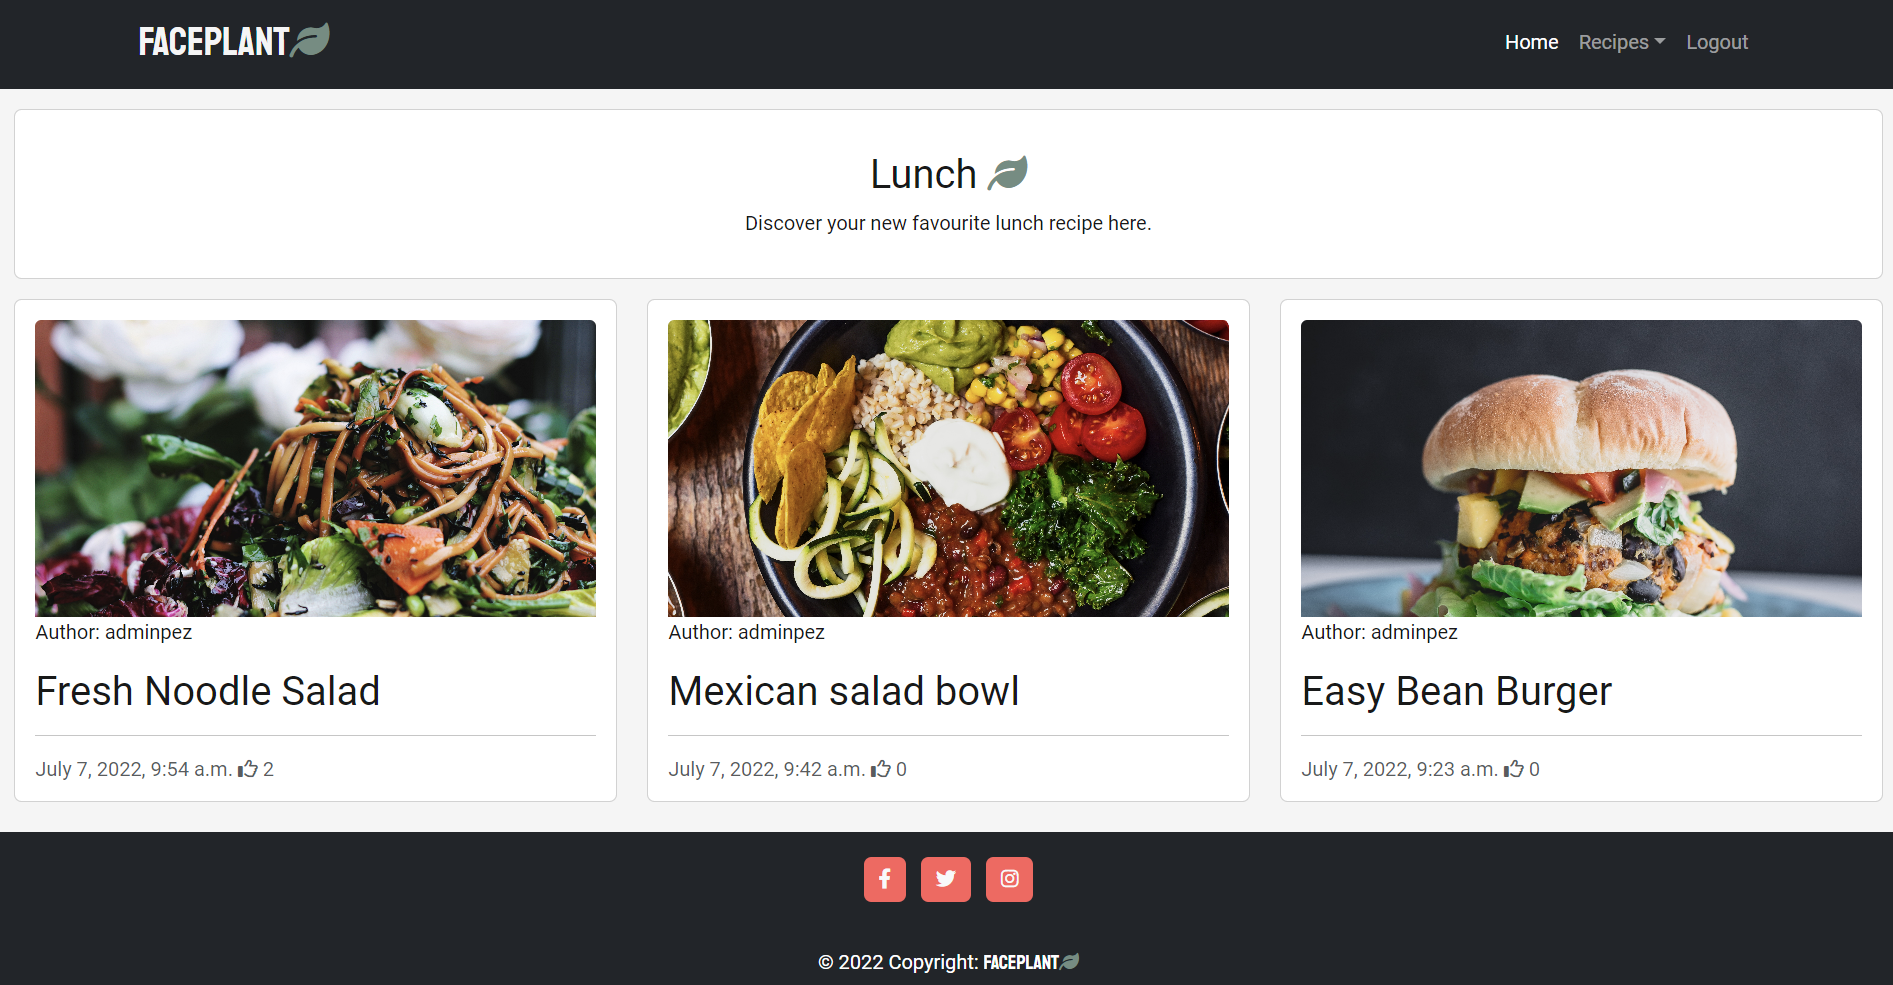 FACEPLANT
Home Recipes Logout
Lunch
Discover your new favourite lunch recipe here.
Author: adminpez
Fresh Noodle Salad
July 7, 2022, 9:54 a.m. 2
Author: adminpez
Mexican salad bowl
July 7, 2022, 9:42 a.m. 0
Author: adminpez
Easy Bean Burger
July 7, 2022, 9:23 a.m. 0
© 2022 Copyright: FACEPLANT